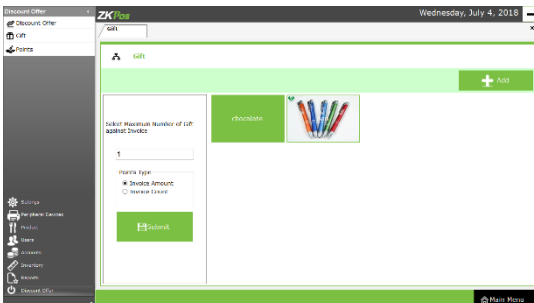 Discount Offer
Discount Offer
Gift
Points
Settings
Peripheral Devices
Product
Users
Accounts
Inventory
Reports
Discount Offer
ZKPos
Wednesday, July 4, 2018
Gift
Gift
Add
Select Maximum Number of Gift
against Invoice
1
Points Type
Invoice Amount
Invoice Count
Submit
chocolate
Main Menu